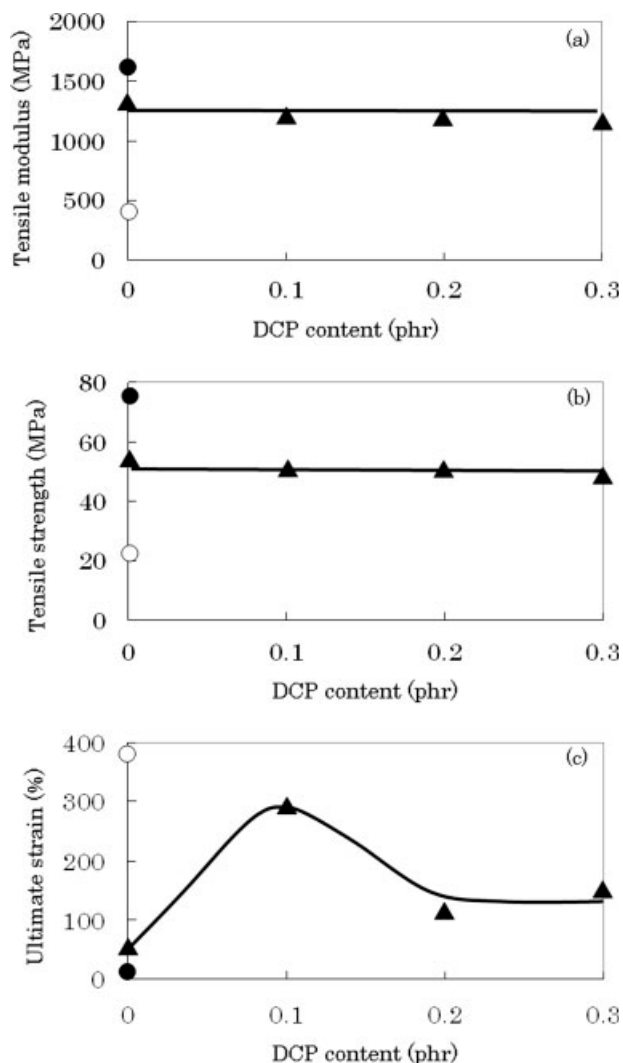 (a)
Tensile modulus (MPa)
2000
1500
1000
500
0
0 0.1 0.2 0.3
DCP content (phr)
(b)
Tensile strength (MPa)
80
60
40
20
0
0 0.1 0.2 0.3
DCP content (phr)
(c)
Ultimate strain (%)
400
300
200
100
0
0 0.1 0.2 0.3
DCP content (phr)